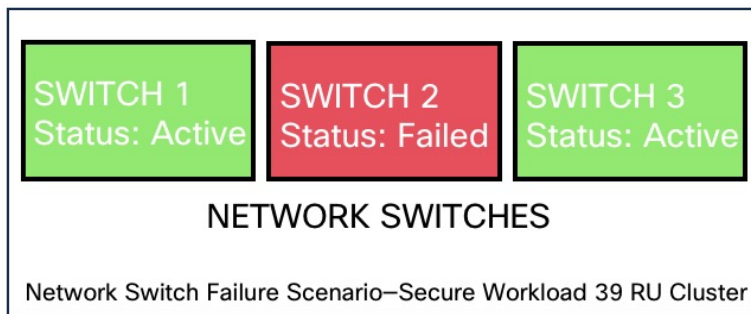 SWITCH 1
Status: Active
SWITCH 2
Status: Failed
SWITCH 3
Status: Active
NETWORK SWITCHES
Network Switch Failure Scenario–Secure Workload 39 RU Cluster